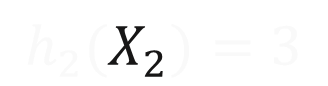 h₂(X₂) = 3